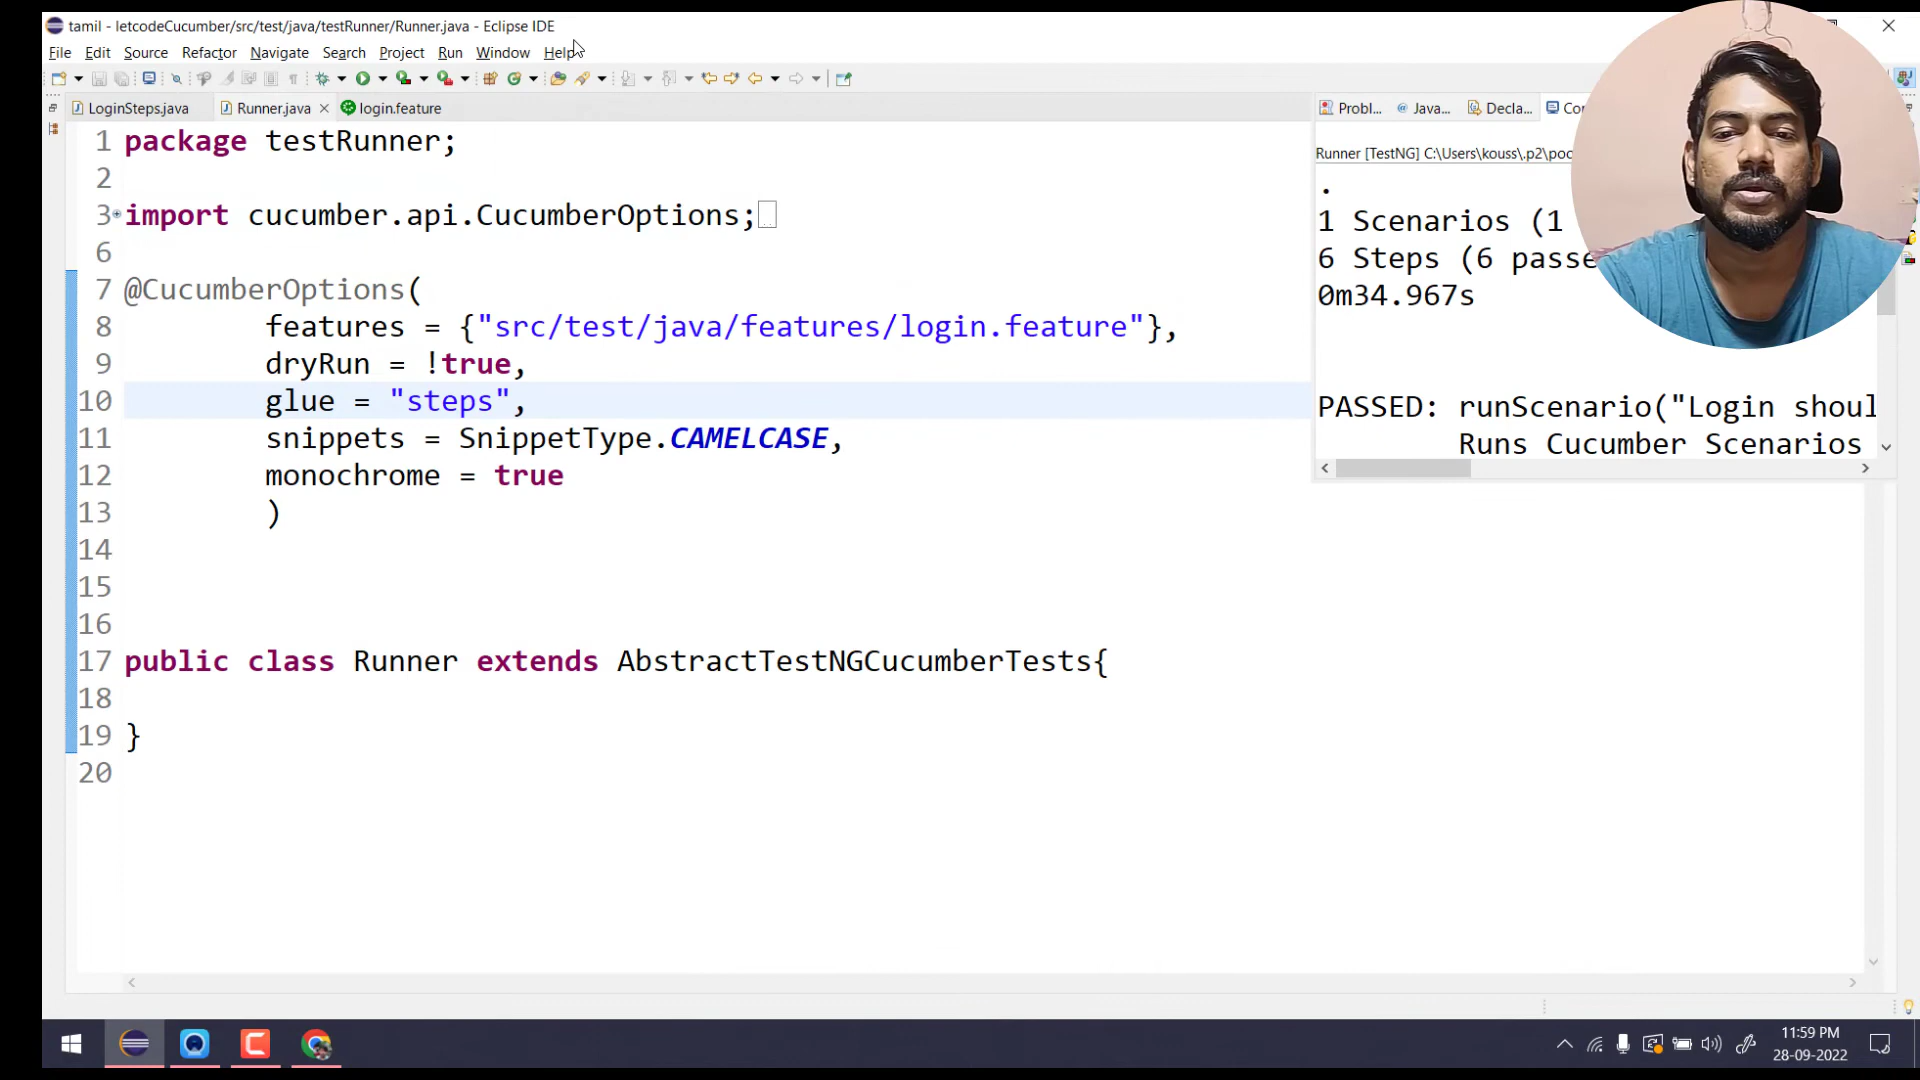 tamil - letcodeCucumber/src/test/java/testRunner/Runner.java - Eclipse IDE
File Edit Source Refactor Navigate Search Project Run Window Help
LoginSteps.java Runner.java login.feature
1 package testRunner;
2
3 import cucumber.api.CucumberOptions;
6
7 @CucumberOptions(
8 features = {"src/test/java/features/login.feature"},
9 dryRun = !true,
10 glue = "steps",
11 snippets = SnippetType.CAMELCASE,
12 monochrome = true
13 )
14
15
16
17 public class Runner extends AbstractTestNGCucumberTests{
18
19 }
20
Probl... Java... Decla...
Runner [TestNG] C:\Users\kouss\.p2\poo
.
1 Scenarios (1
6 Steps (6 passe
0m34.967s
PASSED: runScenario("Login shoul
Runs Cucumber Scenarios
11:59 PM
28-09-2022